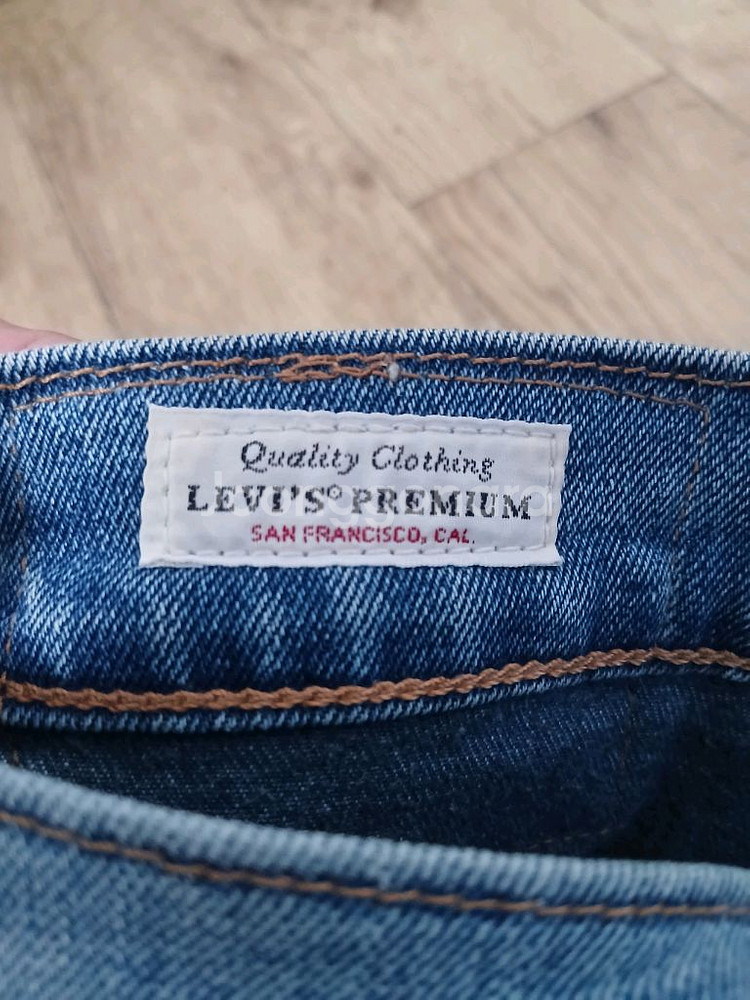 Quality Clothing
LEVI'S® PREMIUM
SAN FRANCISCO, CAL.